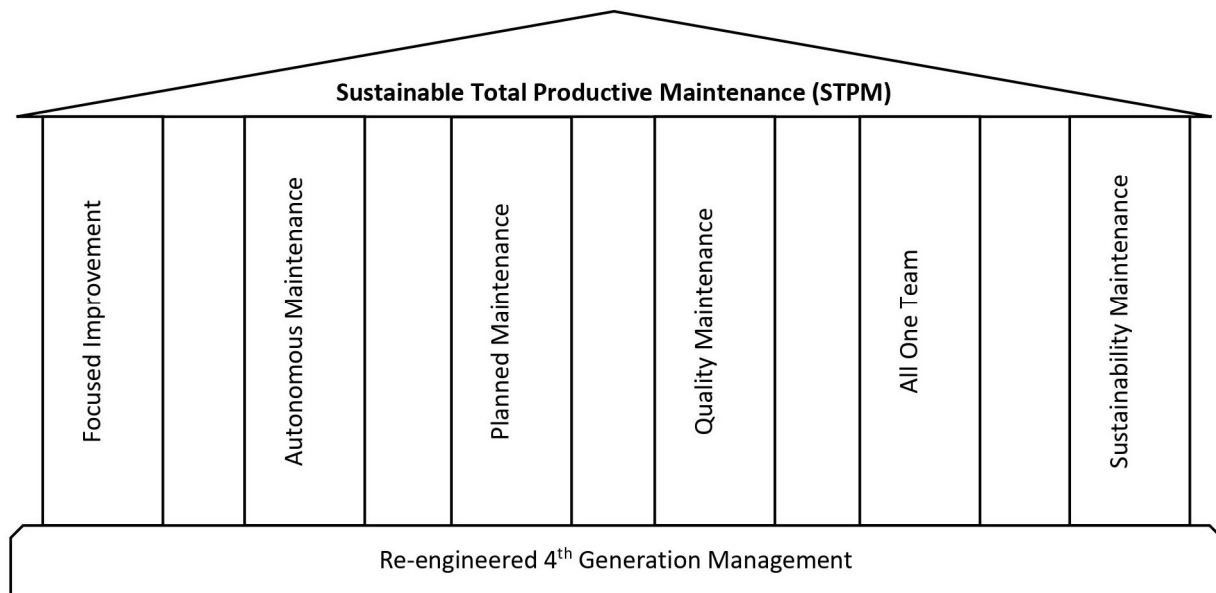 Sustainable Total Productive Maintenance (STPM)
Focused Improvement
Autonomous Maintenance
Planned Maintenance
Quality Maintenance
All One Team
Sustainability Maintenance
Re-engineered 4th Generation Management